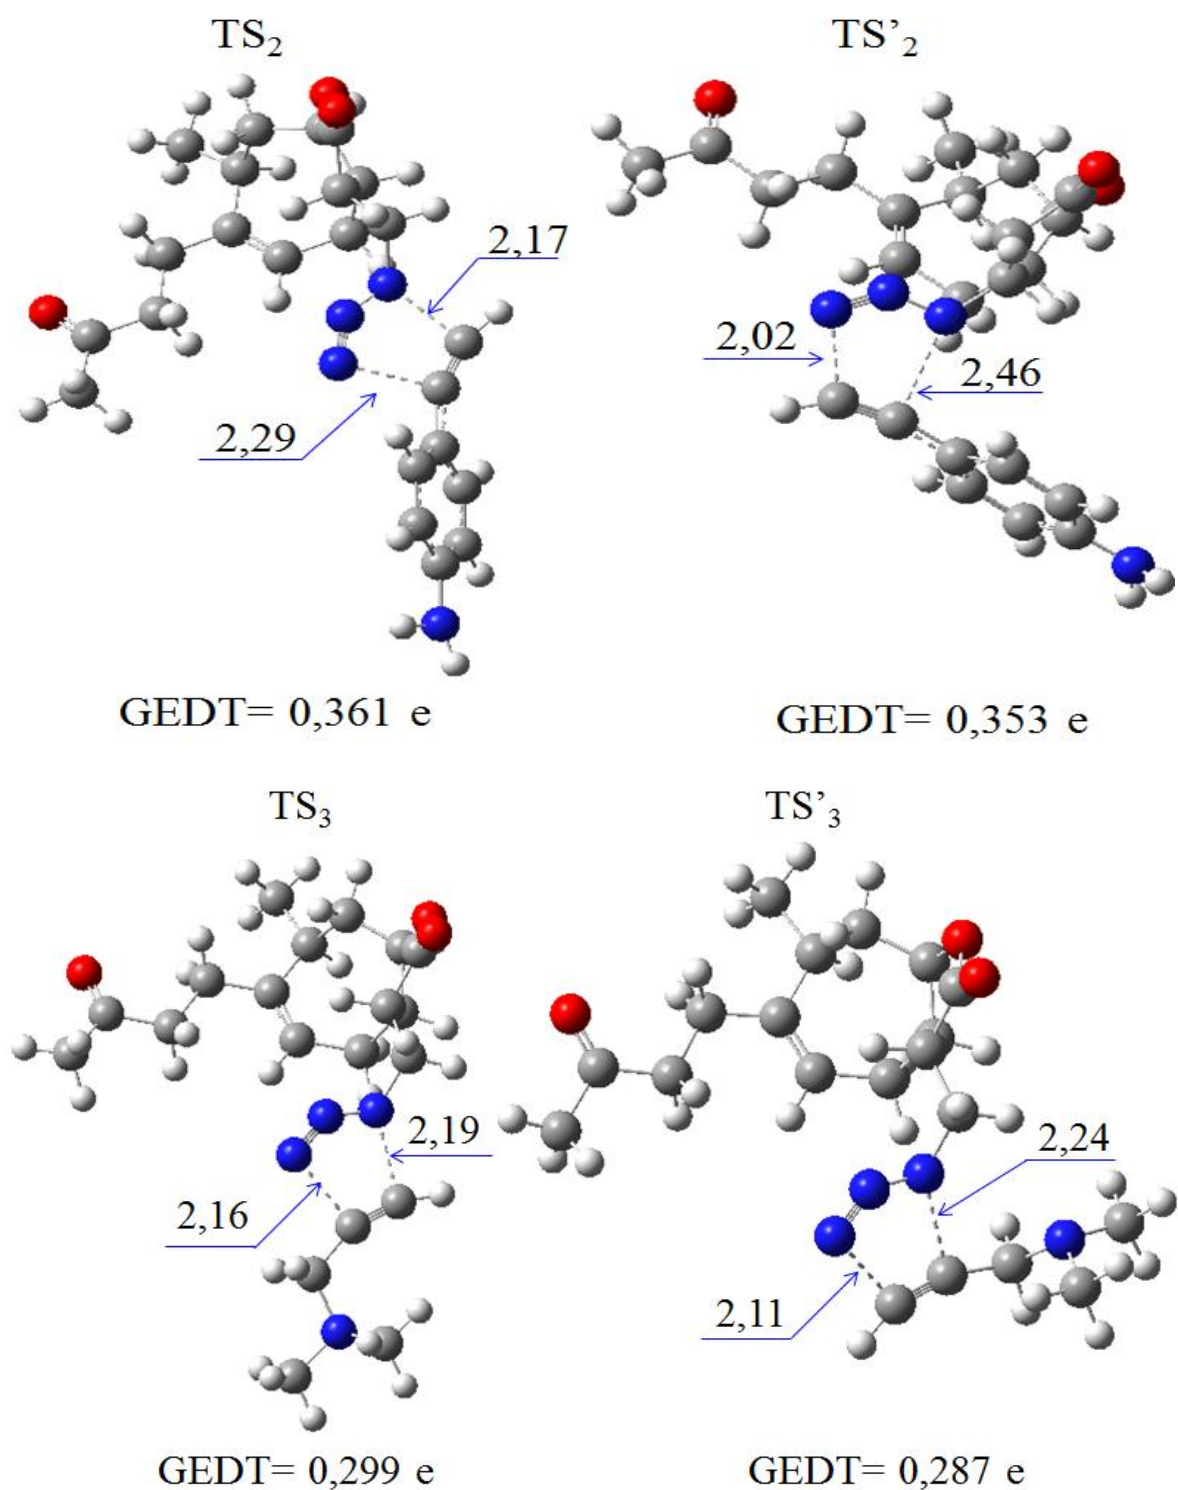 TS₂
TS’₂
2,17
2,02
2,46
2,29
GEDT= 0,361 e
GEDT= 0,353 e
TS₃
TS’₃
2,19
2,24
2,16
2,11
GEDT= 0,299 e
GEDT= 0,287 e